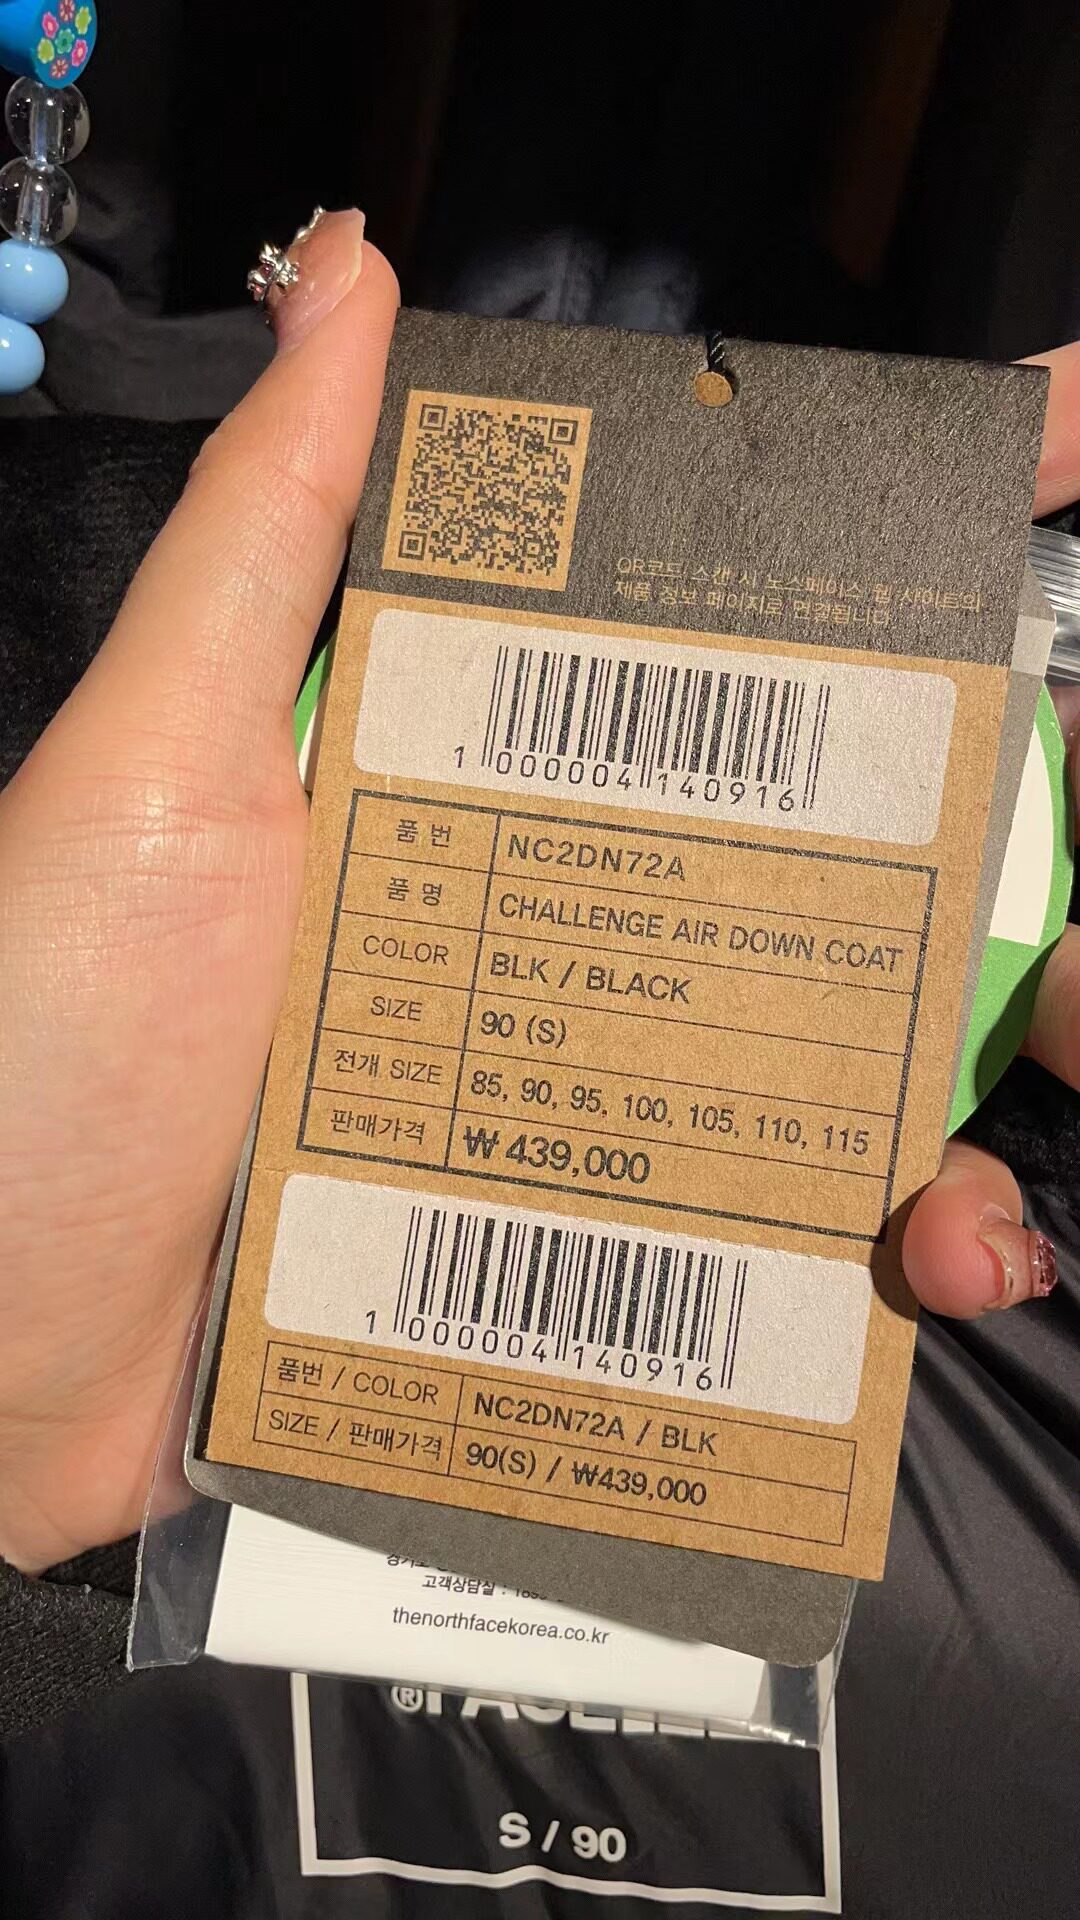 QR코드 스캔 시 노스페이스 웹 사이트의
제품 정보 페이지로 연결됩니다
1 000004 140916
품 번 NC2DN72A
품 명 CHALLENGE AIR DOWN COAT
COLOR BLK / BLACK
SIZE 90 (S)
전개 SIZE 85, 90, 95, 100, 105, 110, 115
판매가격 ₩ 439,000
1 000004 140916
품번 / COLOR NC2DN72A / BLK
SIZE / 판매가격 90(S) / ₩439,000
고객상담실 :
thenorthfacekorea.co.kr
S / 90